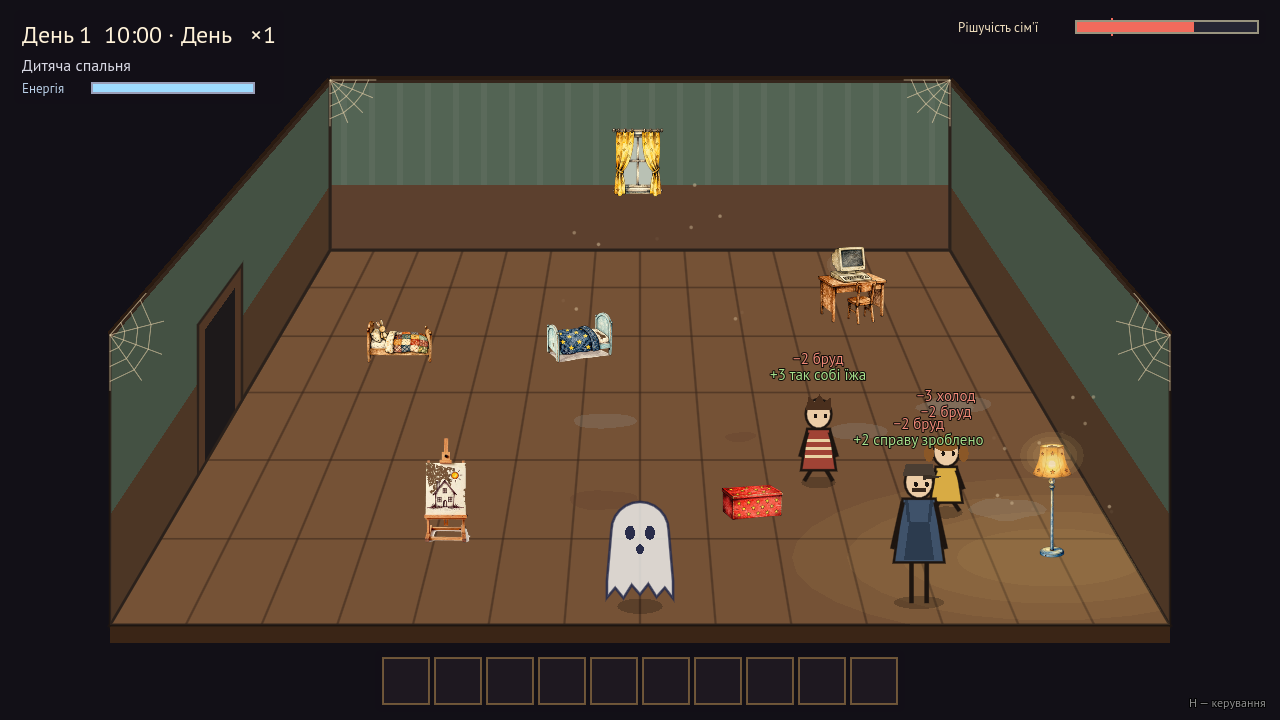 День 1 10:00 · День ×1
Рішучість сім'ї
Дитяча спальня
Енергія
−2 бруд
+3 так собі їжа
−3 холод
−2 бруд
−2 бруд
+2 справу зроблено
H — керування